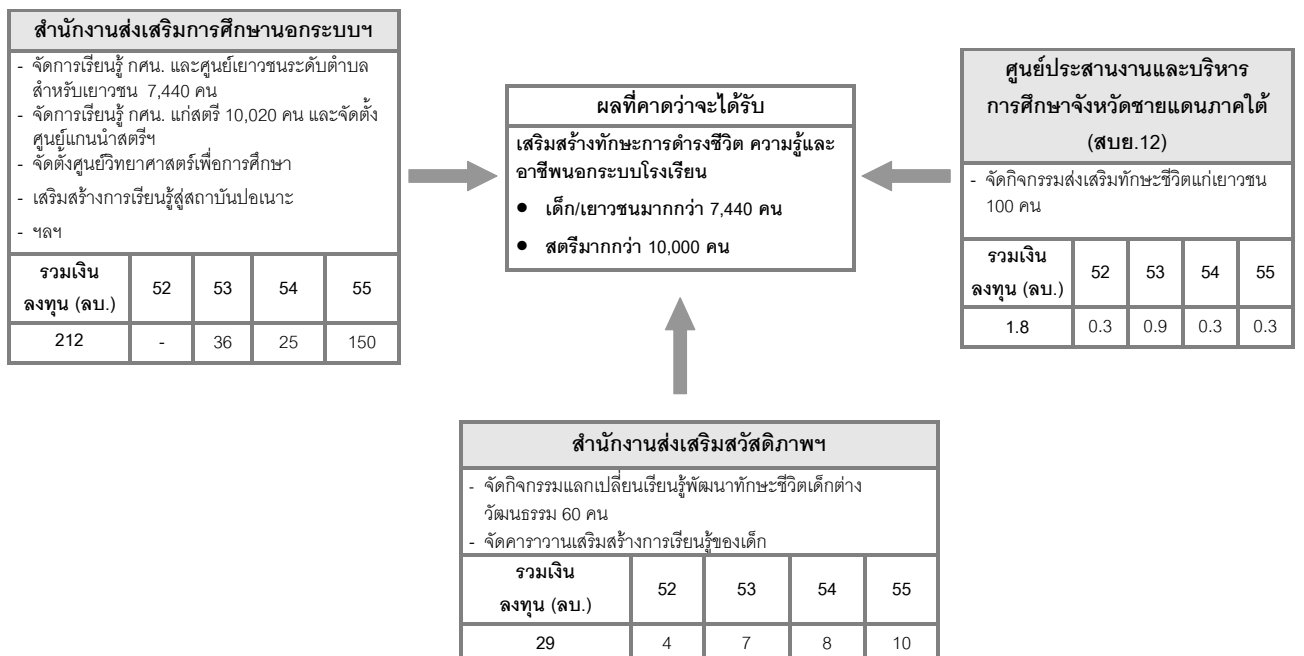 สำนักงานส่งเสริมการศึกษานอกระบบฯ
- จัดการเรียนรู้ กศน. และศูนย์เยาวชนระดับตำบล
สำหรับเยาวชน 7,440 คน
- จัดการเรียนรู้ กศน. แก่สตรี 10,020 คน และจัดตั้ง
ศูนย์แกนนำสตรีฯ
- จัดตั้งศูนย์วิทยาศาสตร์เพื่อการศึกษา
- เสริมสร้างการเรียนรู้สู่สถาบันปอเนาะ
- ฯลฯ
รวมเงิน
ลงทุน (ลบ.) 52 53 54 55
212 - 36 25 150
ผลที่คาดว่าจะได้รับ
เสริมสร้างทักษะการดำรงชีวิต ความรู้และ
อาชีพนอกระบบโรงเรียน
● เด็ก/เยาวชนมากกว่า 7,440 คน
● สตรีมากกว่า 10,000 คน
ศูนย์ประสานงานและบริหาร
การศึกษาจังหวัดชายแดนภาคใต้
(สบย.12)
- จัดกิจกรรมส่งเสริมทักษะชีวิตแก่เยาวชน
100 คน
รวมเงิน
ลงทุน (ลบ.) 52 53 54 55
1.8 0.3 0.9 0.3 0.3
สำนักงานส่งเสริมสวัสดิภาพฯ
- จัดกิจกรรมแลกเปลี่ยนเรียนรู้พัฒนาทักษะชีวิตเด็กต่าง
วัฒนธรรม 60 คน
- จัดคาราวานเสริมสร้างการเรียนรู้ของเด็ก
รวมเงิน
ลงทุน (ลบ.) 52 53 54 55
29 4 7 8 10